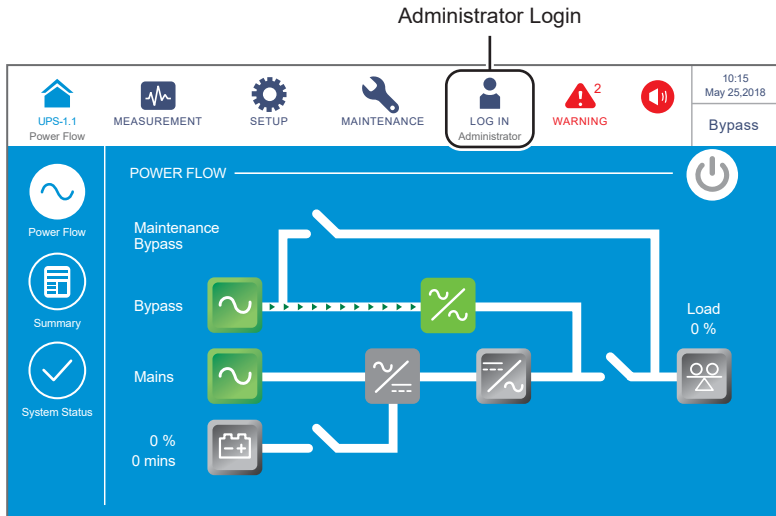 Administrator Login
UPS-1.1
Power Flow
MEASUREMENT
SETUP
MAINTENANCE
LOG IN
Administrator
2
WARNING
10:15
May 25,2018
Bypass
Power Flow
Summary
System Status
POWER FLOW
Maintenance
Bypass
Bypass
Mains
0 %
0 mins
Load
0 %